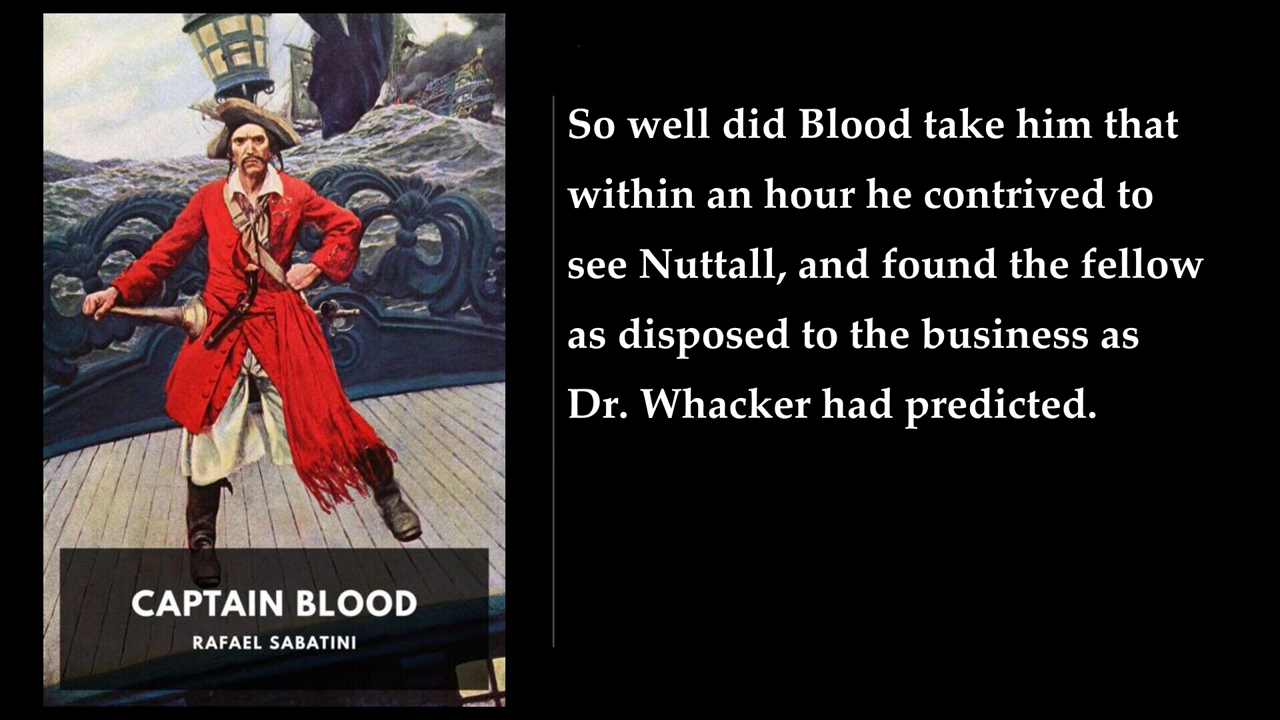 So well did Blood take him that
within an hour he contrived to
see Nuttall, and found the fellow
as disposed to the business as
Dr. Whacker had predicted.
CAPTAIN BLOOD
RAFAEL SABATINI